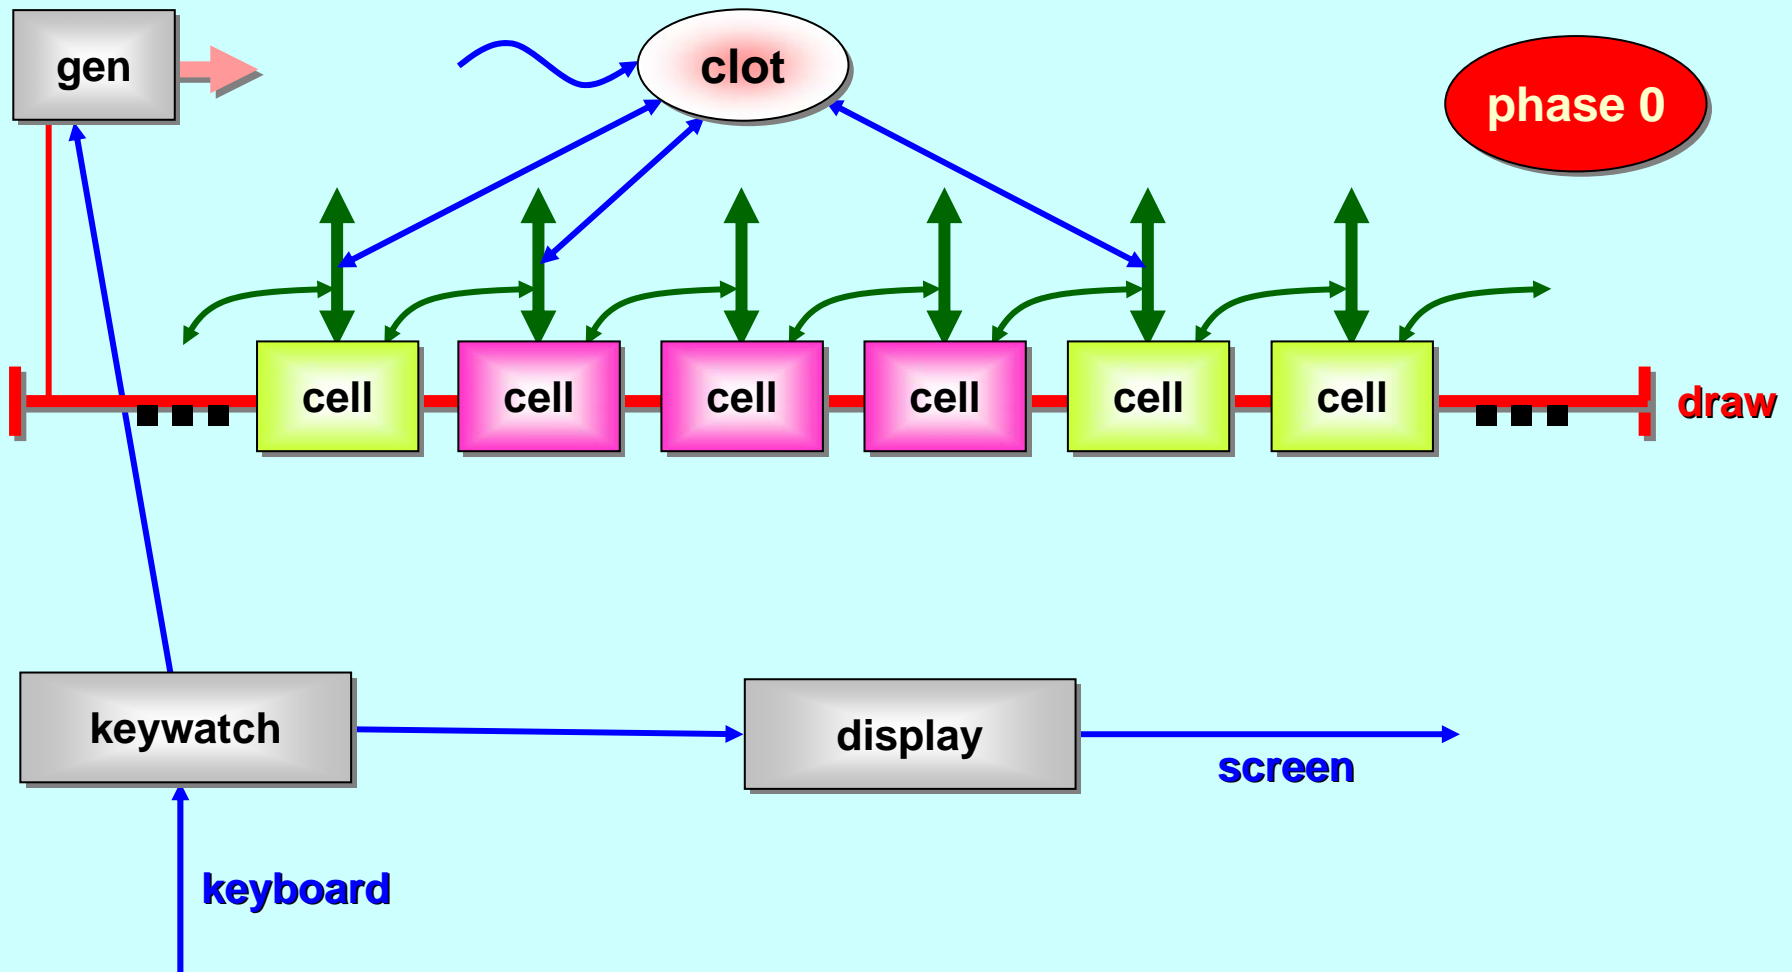 gen
clot
phase 0
cell
cell
cell
cell
cell
cell
draw
keywatch
display
screen
keyboard